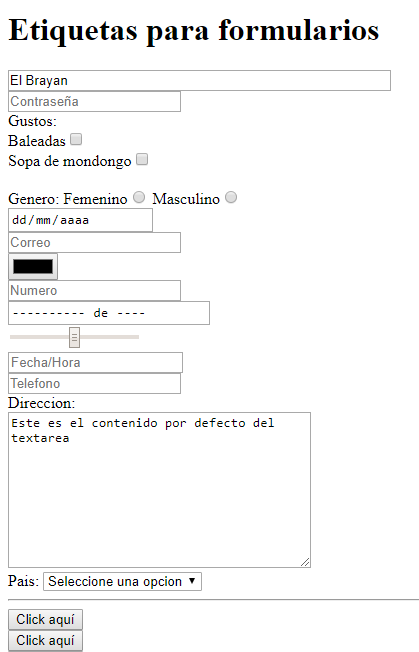 Etiquetas para formularios
El Brayan
Contraseña
Gustos:
Baleadas
Sopa de mondongo
Genero: Femenino Masculino
dd/mm/aaaa
Correo
Numero
---------- de ----
Fecha/Hora
Telefono
Direccion:
Este es el contenido por defecto del
textarea
Pais: Seleccione una opcion
Click aquí
Click aquí